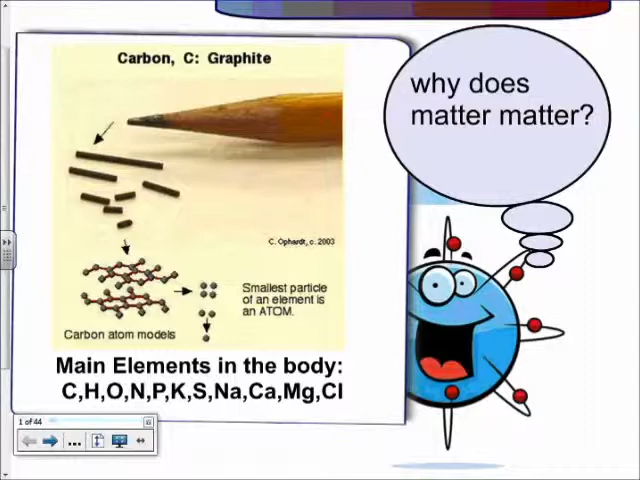 Carbon, C: Graphite
why does
matter matter?
C. Ophardt, c. 2003
Smallest particle
of an element is
an ATOM.
Carbon atom models
Main Elements in the body:
C,H,O,N,P,K,S,Na,Ca,Mg,Cl
1 of 44